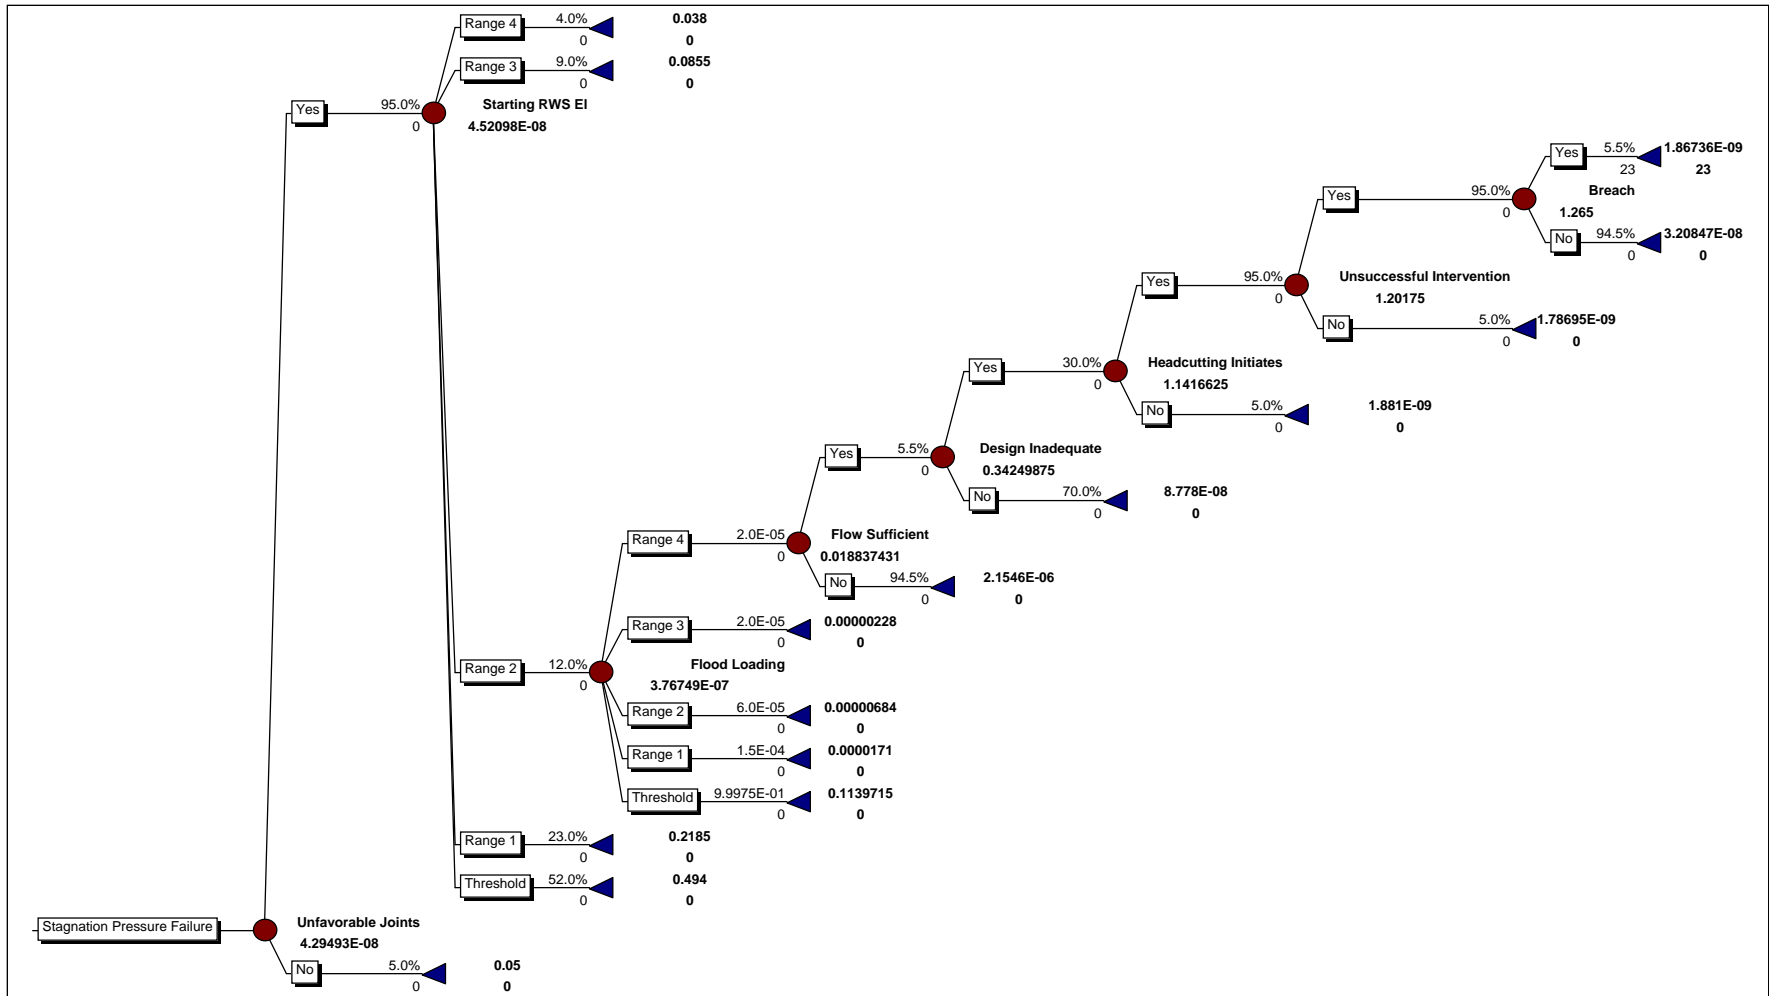 Range 4 4.0% 0.038
0 0
Range 3 9.0% 0.0855
0 0
Yes 95.0% Starting RWS El
0 4.52098E-08
Yes 5.5% 1.86736E-09
23 23
Yes 95.0% Breach
0 1.265
No 94.5% 3.20847E-08
0 0
Yes 95.0% Unsuccessful Intervention
0 1.20175
No 5.0% 1.78695E-09
0 0
Yes 30.0% Headcutting Initiates
0 1.1416625
No 5.0% 1.881E-09
0 0
Yes 5.5% Design Inadequate
0 0.34249875
No 70.0% 8.778E-08
0 0
Range 4 2.0E-05 Flow Sufficient
0 0.018837431
No 94.5% 2.1546E-06
0 0
Range 3 2.0E-05 0.00000228
0 0
Range 2 12.0% Flood Loading
0 3.76749E-07
Range 2 6.0E-05 0.00000684
0 0
Range 1 1.5E-04 0.0000171
0 0
Threshold 9.9975E-01 0.1139715
0 0
Range 1 23.0% 0.2185
0 0
Threshold 52.0% 0.494
0 0
Stagnation Pressure Failure Unfavorable Joints
4.29493E-08
No 5.0% 0.05
0 0